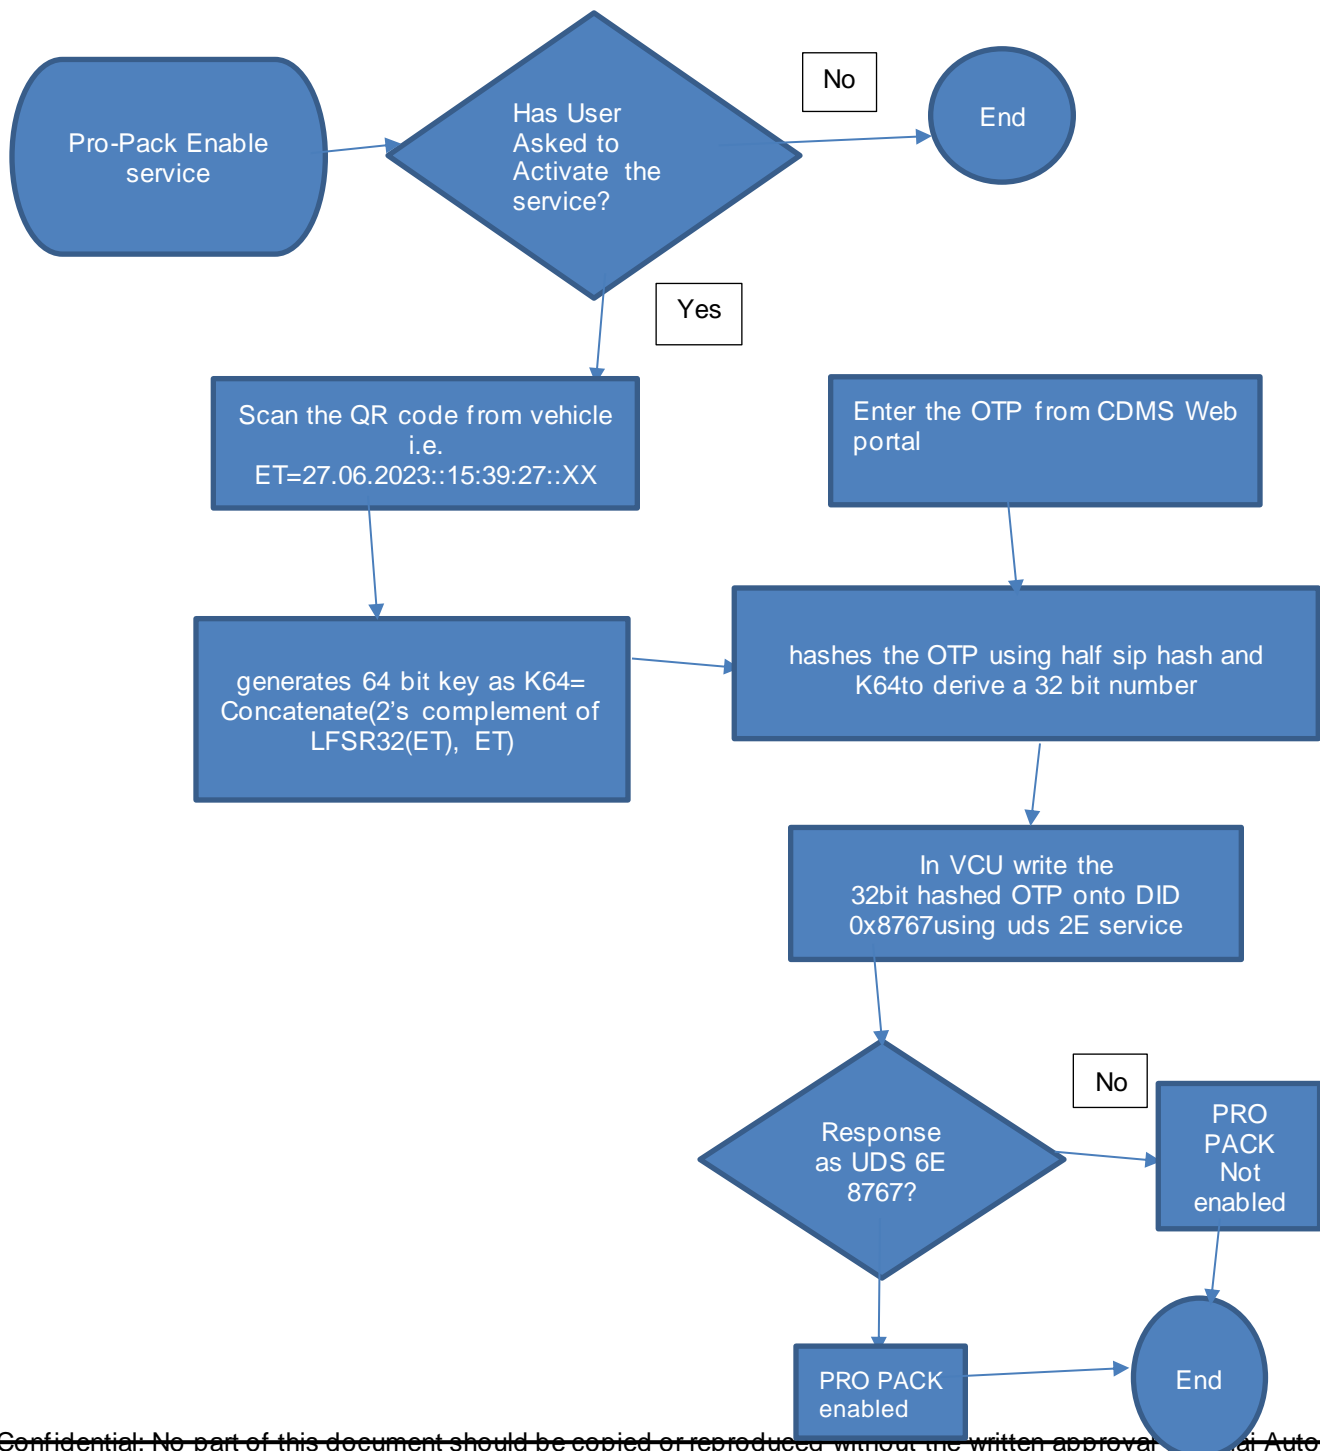 Pro-Pack Enable
service
Has User
Asked to
Activate the
service?
No
End
Yes
Scan the QR code from vehicle
i.e.
ET=27.06.2023::15:39:27::XX
Enter the OTP from CDMS Web
portal
generates 64 bit key as K64=
Concatenate(2’s complement of
LFSR32(ET), ET)
hashes the OTP using half sip hash and
K64to derive a 32 bit number
In VCU write the
32bit hashed OTP onto DID
0x8767using uds 2E service
Response
as UDS 6E
8767?
No
PRO
PACK
Not
enabled
PRO PACK
enabled
End
Confidential: No part of this document should be copied or reproduced without the written approval Auto